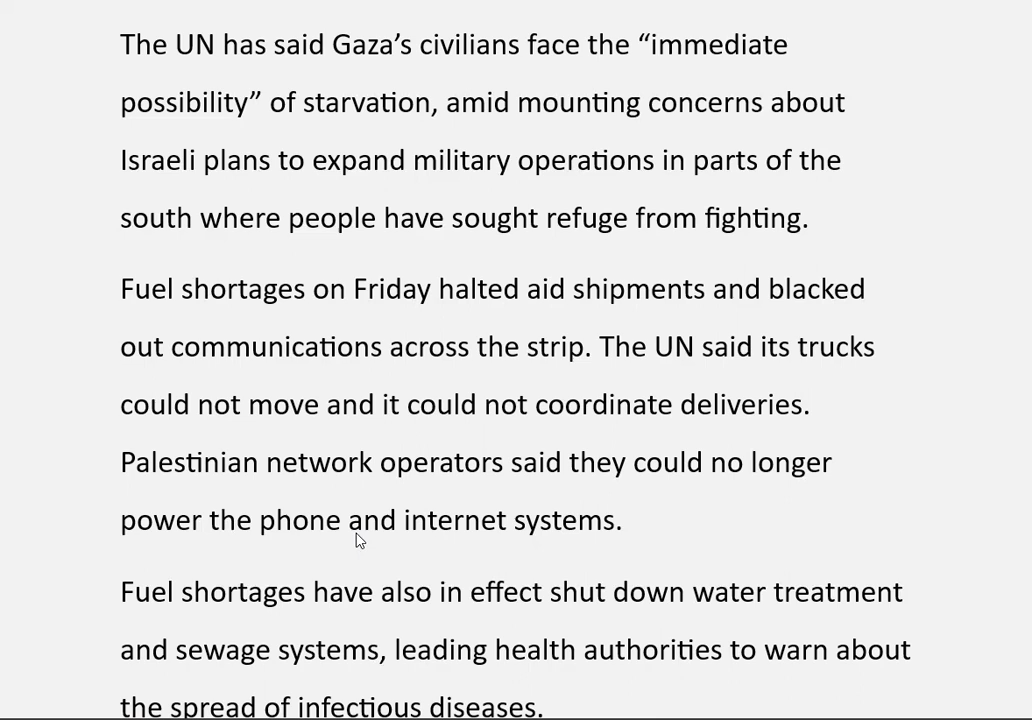 The UN has said Gaza’s civilians face the “immediate
possibility” of starvation, amid mounting concerns about
Israeli plans to expand military operations in parts of the
south where people have sought refuge from fighting.
Fuel shortages on Friday halted aid shipments and blacked
out communications across the strip. The UN said its trucks
could not move and it could not coordinate deliveries.
Palestinian network operators said they could no longer
power the phone and internet systems.
Fuel shortages have also in effect shut down water treatment
and sewage systems, leading health authorities to warn about
the spread of infectious diseases.